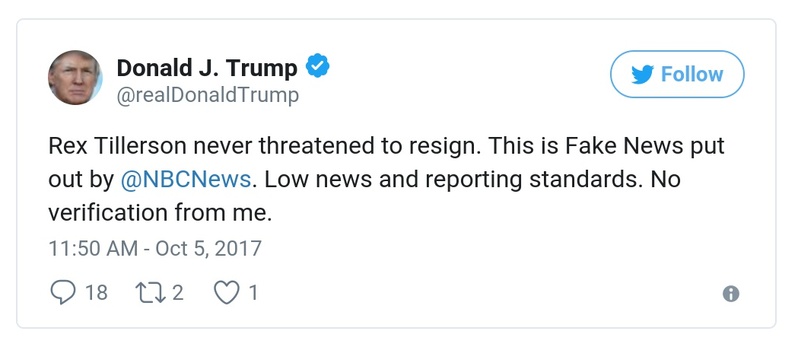 Donald J. Trump
@realDonaldTrump
Follow
Rex Tillerson never threatened to resign. This is Fake News put
out by @NBCNews. Low news and reporting standards. No
verification from me.
11:50 AM - Oct 5, 2017
18 2 1